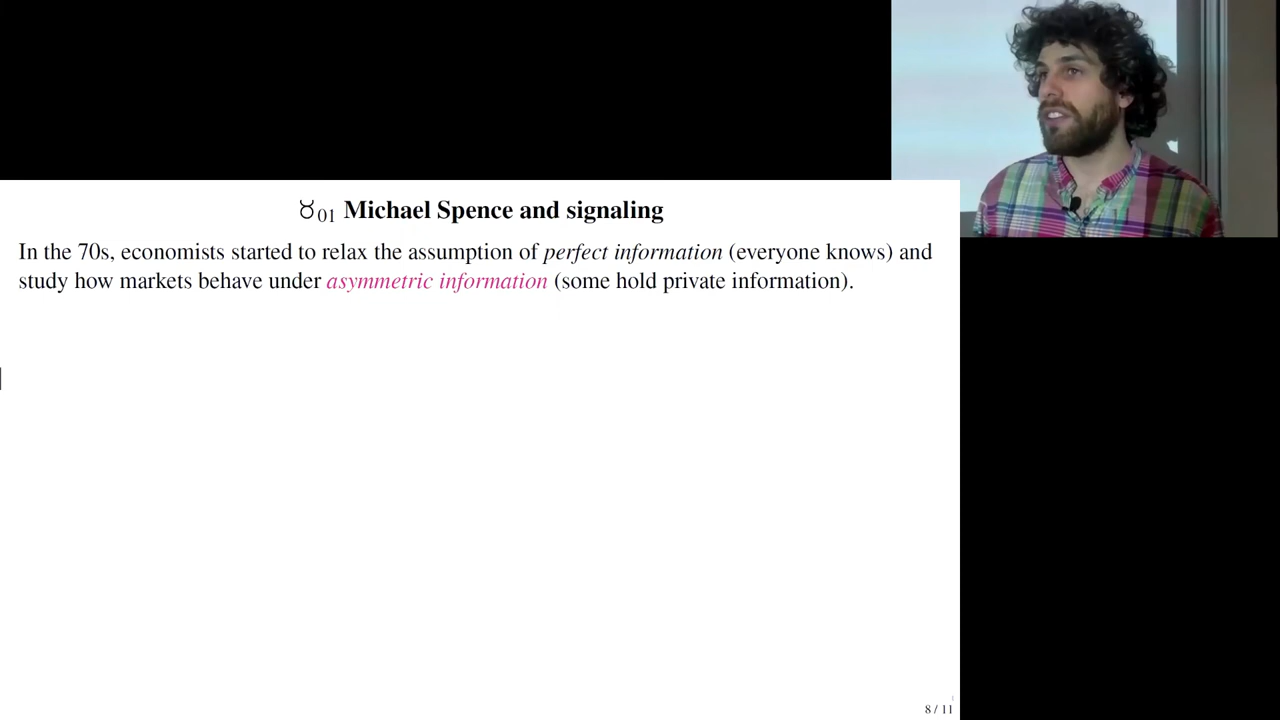 ♉01 Michael Spence and signaling
In the 70s, economists started to relax the assumption of perfect information (everyone knows) and
study how markets behave under asymmetric information (some hold private information).
8 / 11